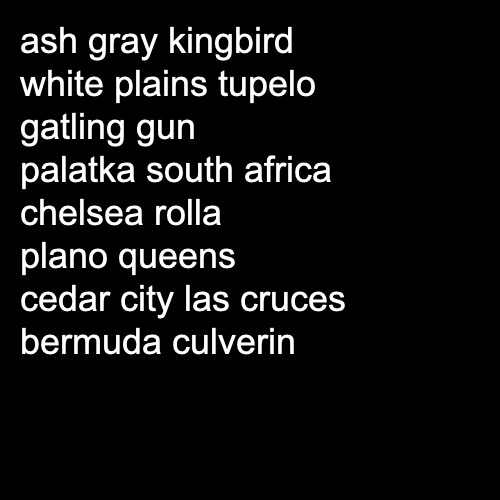 ash gray kingbird
white plains tupelo
gatling gun
palatka south africa
chelsea rolla
plano queens
cedar city las cruces
bermuda culverin